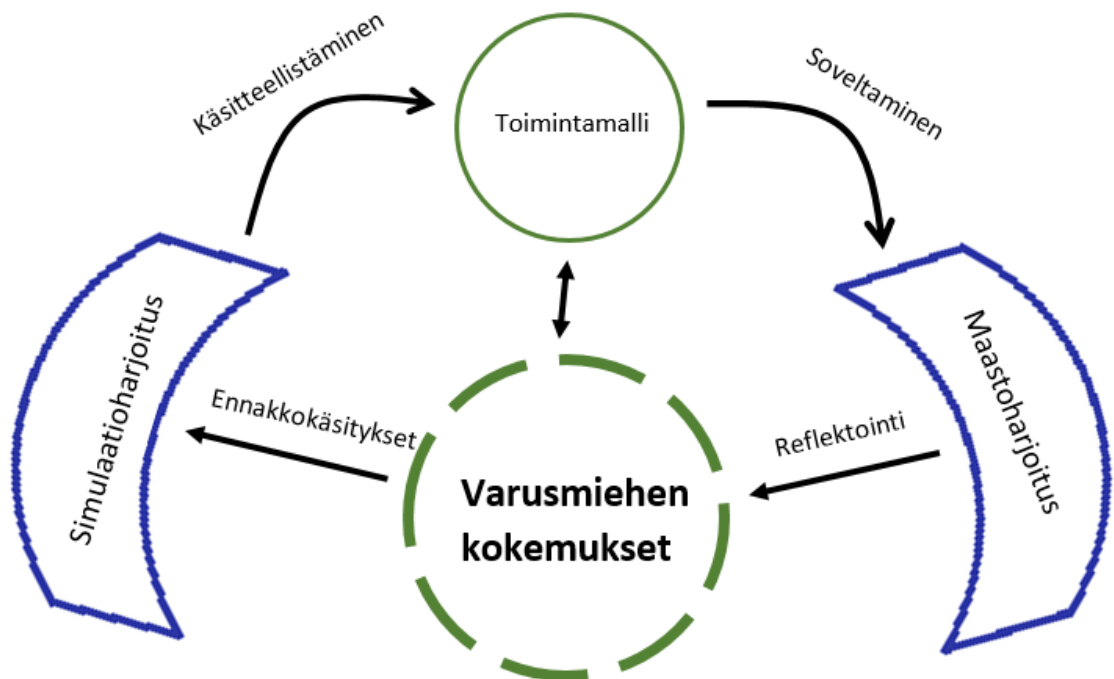 Käsitteellistäminen
Toimintamalli
Soveltaminen
Simulaatioharjoitus
Maastoharjoitus
Ennakkokäsitykset
Reflektointi
Varusmiehen
kokemukset